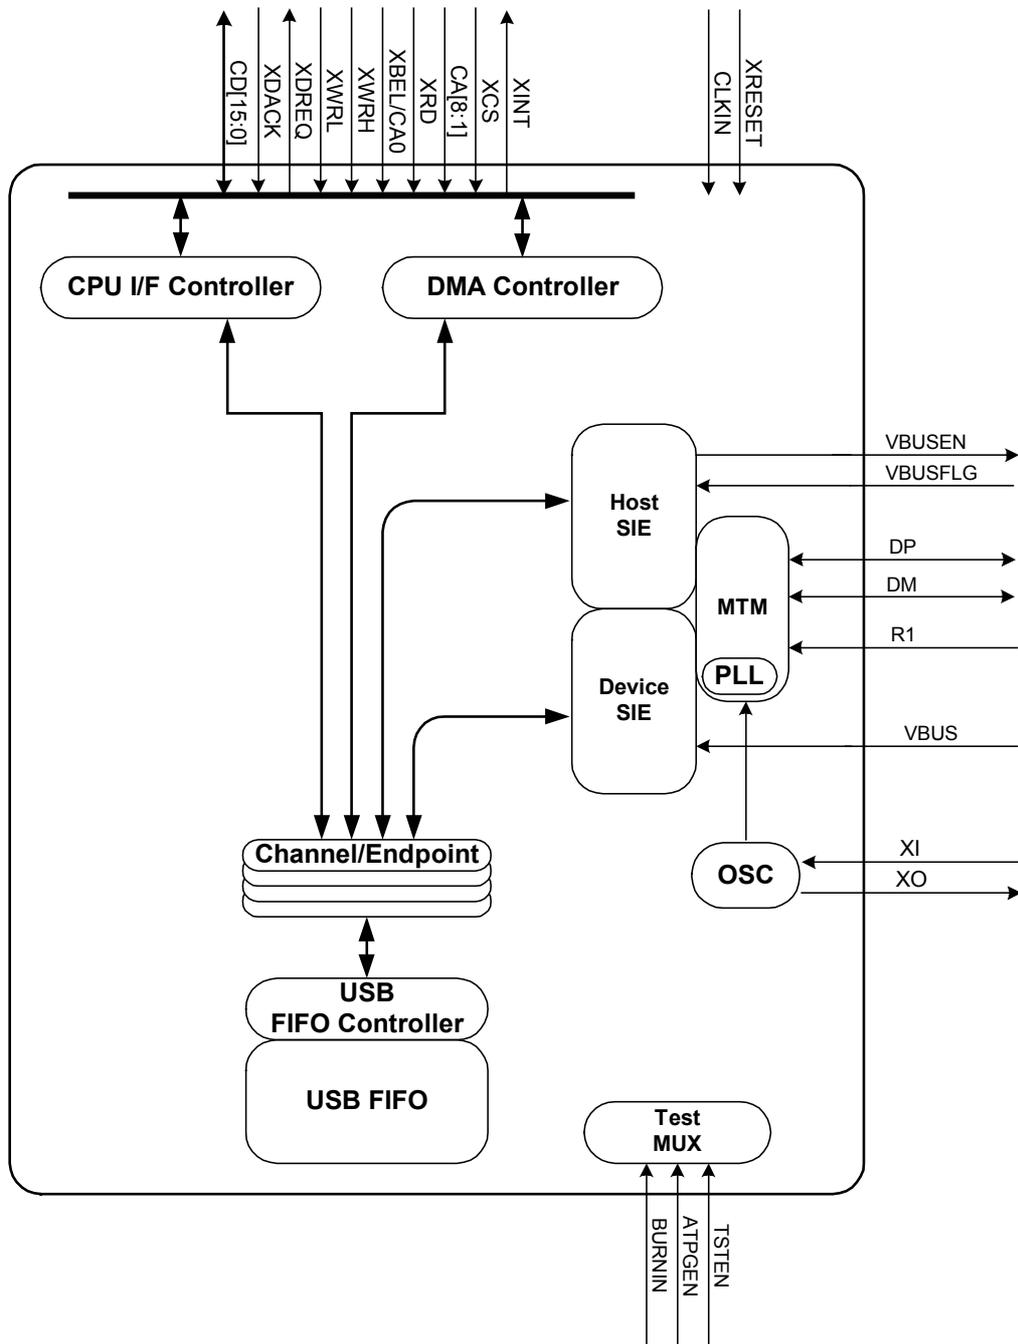 CD[15:0]
XDACK
XDREQ
XWRL
XWRH
XBEL/CA0
XRD
CA[8:1]
XCS
XINT
CLKIN
XRESET
CPU I/F Controller
DMA Controller
VBUSEN
VBUSFLG
Host
SIE
DP
DM
MTM
R1
PLL
Device
SIE
VBUS
Channel/Endpoint
OSC
XI
XO
USB
FIFO Controller
USB FIFO
Test
MUX
BURNIN
ATPGEN
TSTEN